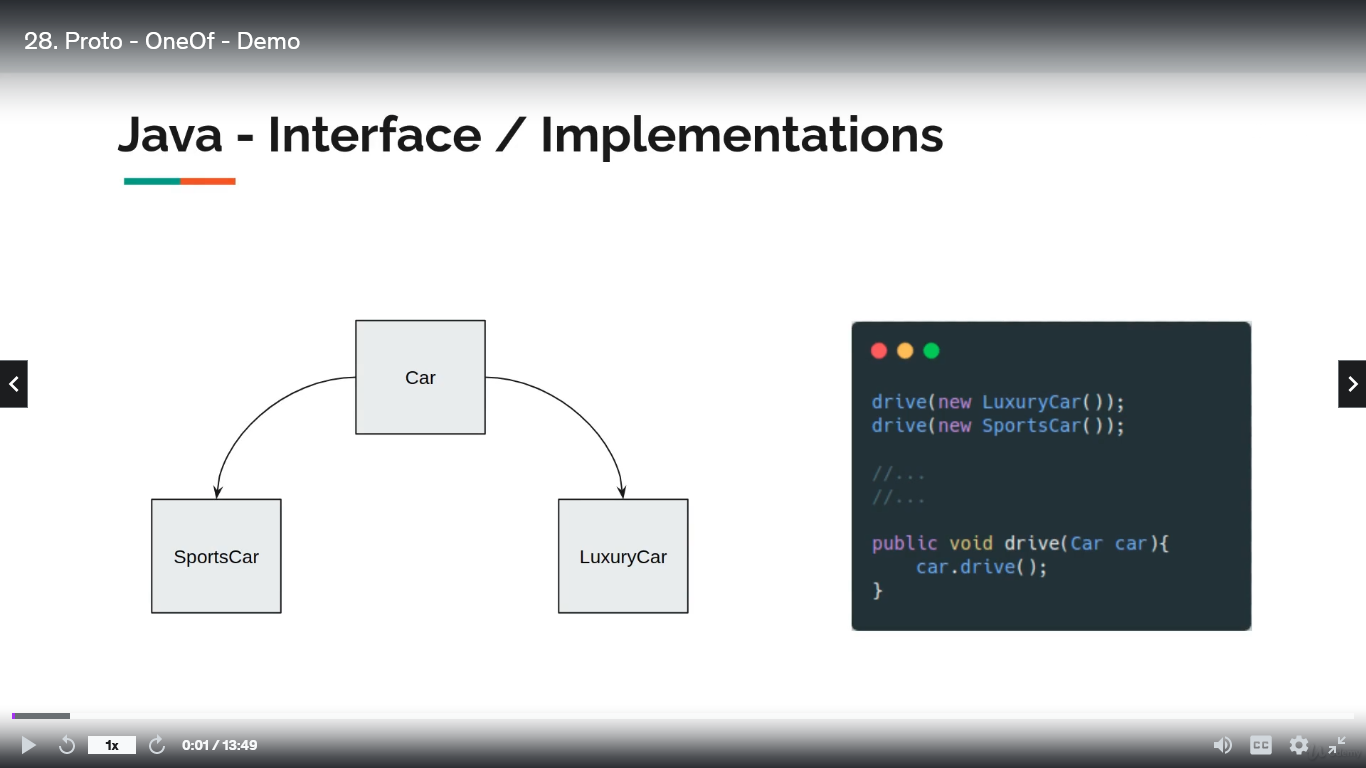 28. Proto - OneOf - Demo
Java - Interface / Implementations
Car
SportsCar
LuxuryCar
drive(new LuxuryCar());
drive(new SportsCar());
//...
//...
public void drive(Car car){
    car.drive();
}
1x
0:01 / 13:49
CC